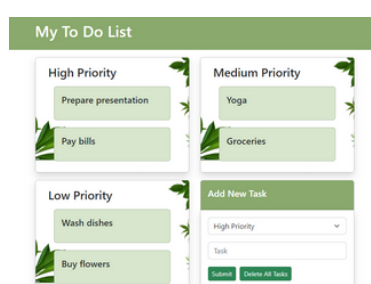 My To Do List
High Priority
Prepare presentation
Pay bills
Medium Priority
Yoga
Groceries
Low Priority
Wash dishes
Buy flowers
Add New Task
High Priority
Task
Submit
Delete All Tasks